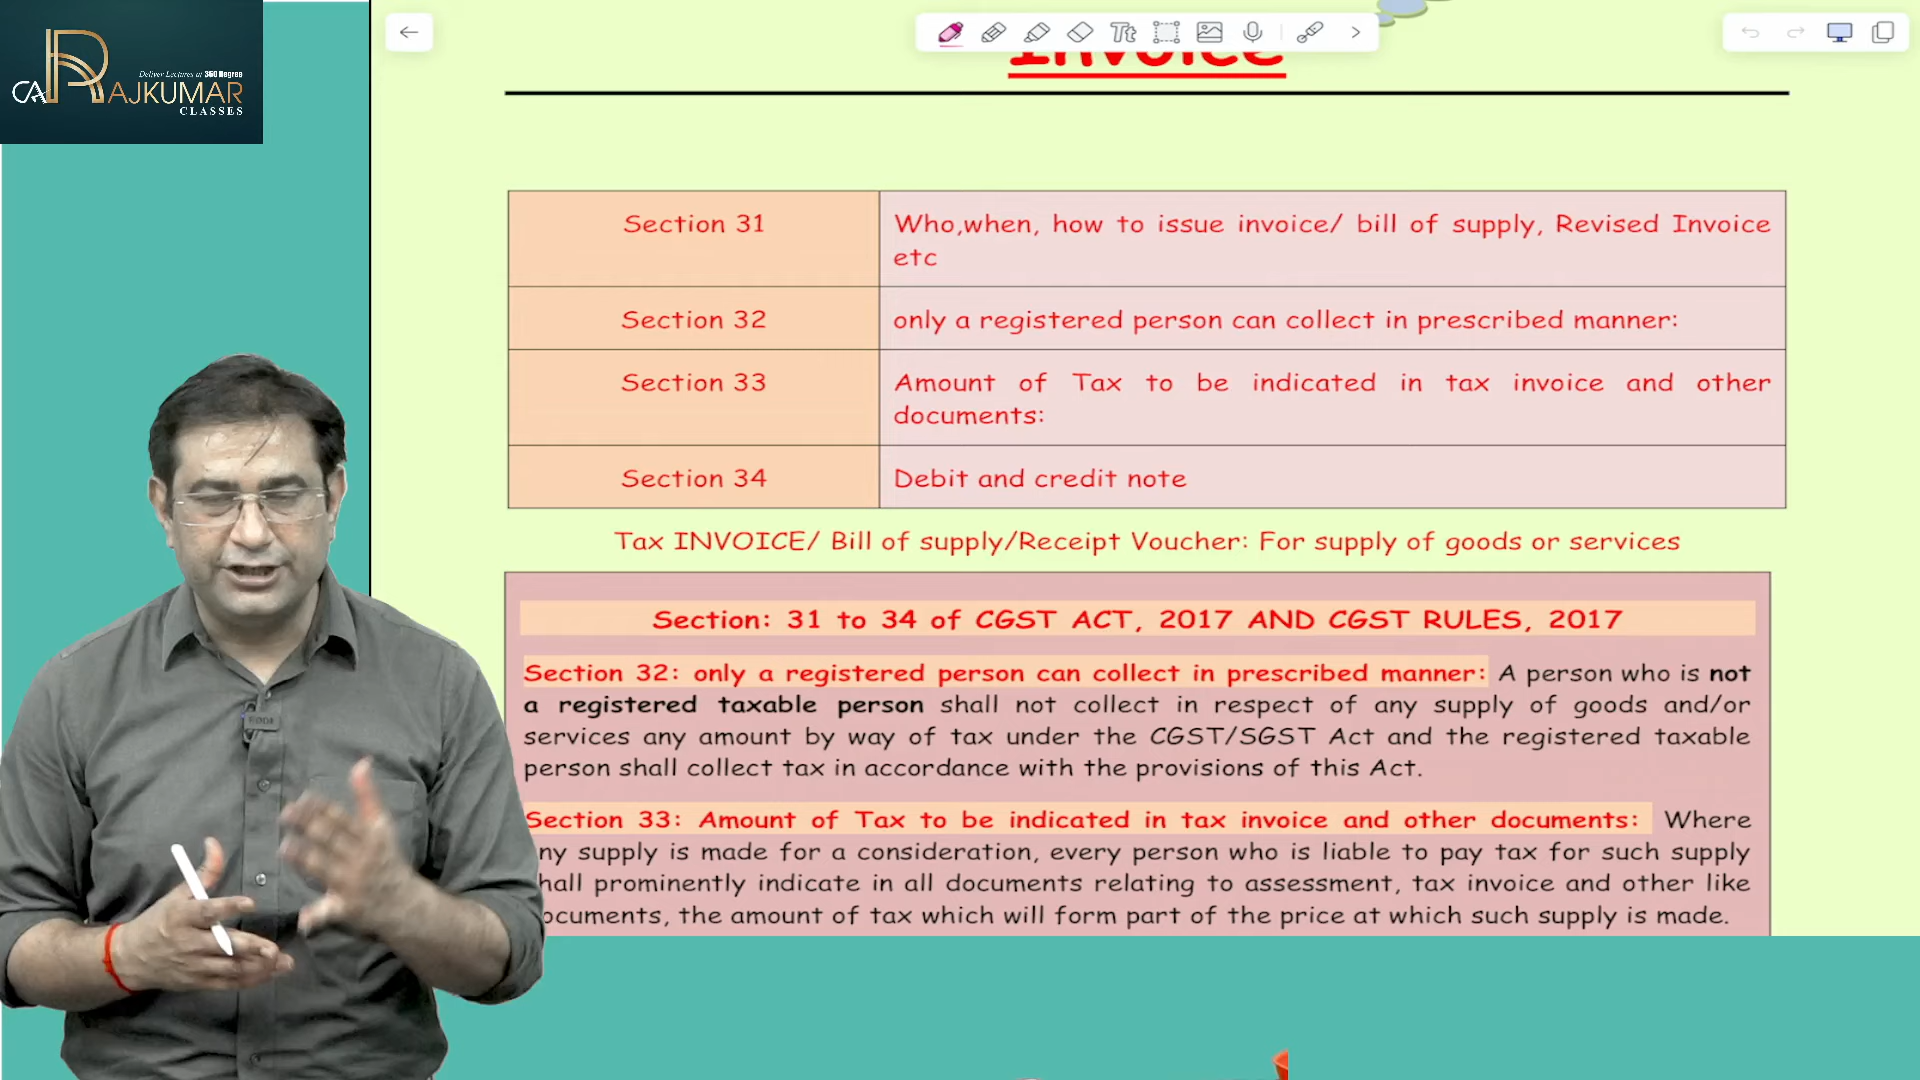 Deliver Lectures at 360 Degree
CA RAJKUMAR
CLASSES
Tt
Invoice
Section 31
Who,when, how to issue invoice/ bill of supply, Revised Invoice
etc
Section 32
only a registered person can collect in prescribed manner:
Section 33
Amount of Tax to be indicated in tax invoice and other
documents:
Section 34
Debit and credit note
Tax INVOICE/ Bill of supply/Receipt Voucher: For supply of goods or services
Section: 31 to 34 of CGST ACT, 2017 AND CGST RULES, 2017
Section 32: only a registered person can collect in prescribed manner: A person who is not
a registered taxable person shall not collect in respect of any supply of goods and/or
services any amount by way of tax under the CGST/SGST Act and the registered taxable
person shall collect tax in accordance with the provisions of this Act.
Section 33: Amount of Tax to be indicated in tax invoice and other documents: Where
ny supply is made for a consideration, every person who is liable to pay tax for such supply
hall prominently indicate in all documents relating to assessment, tax invoice and other like
ocuments, the amount of tax which will form part of the price at which such supply is made.